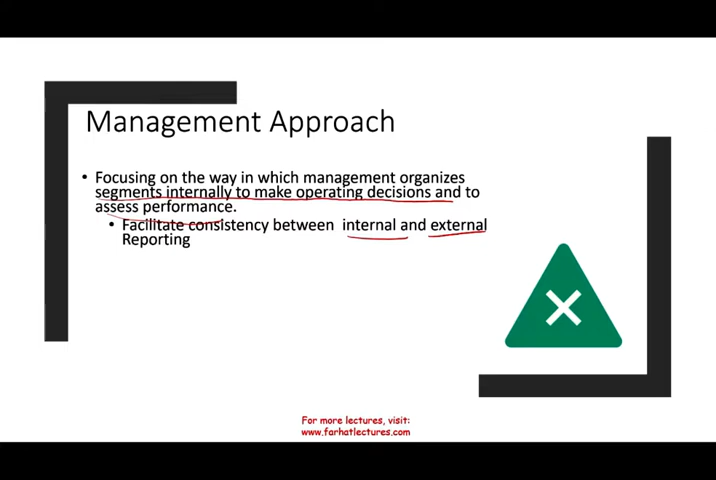 Management Approach
• Focusing on the way in which management organizes
segments internally to make operating decisions and to
assess performance.
• Facilitate consistency between internal and external
Reporting
For more lectures, visit:
www.farhatlectures.com